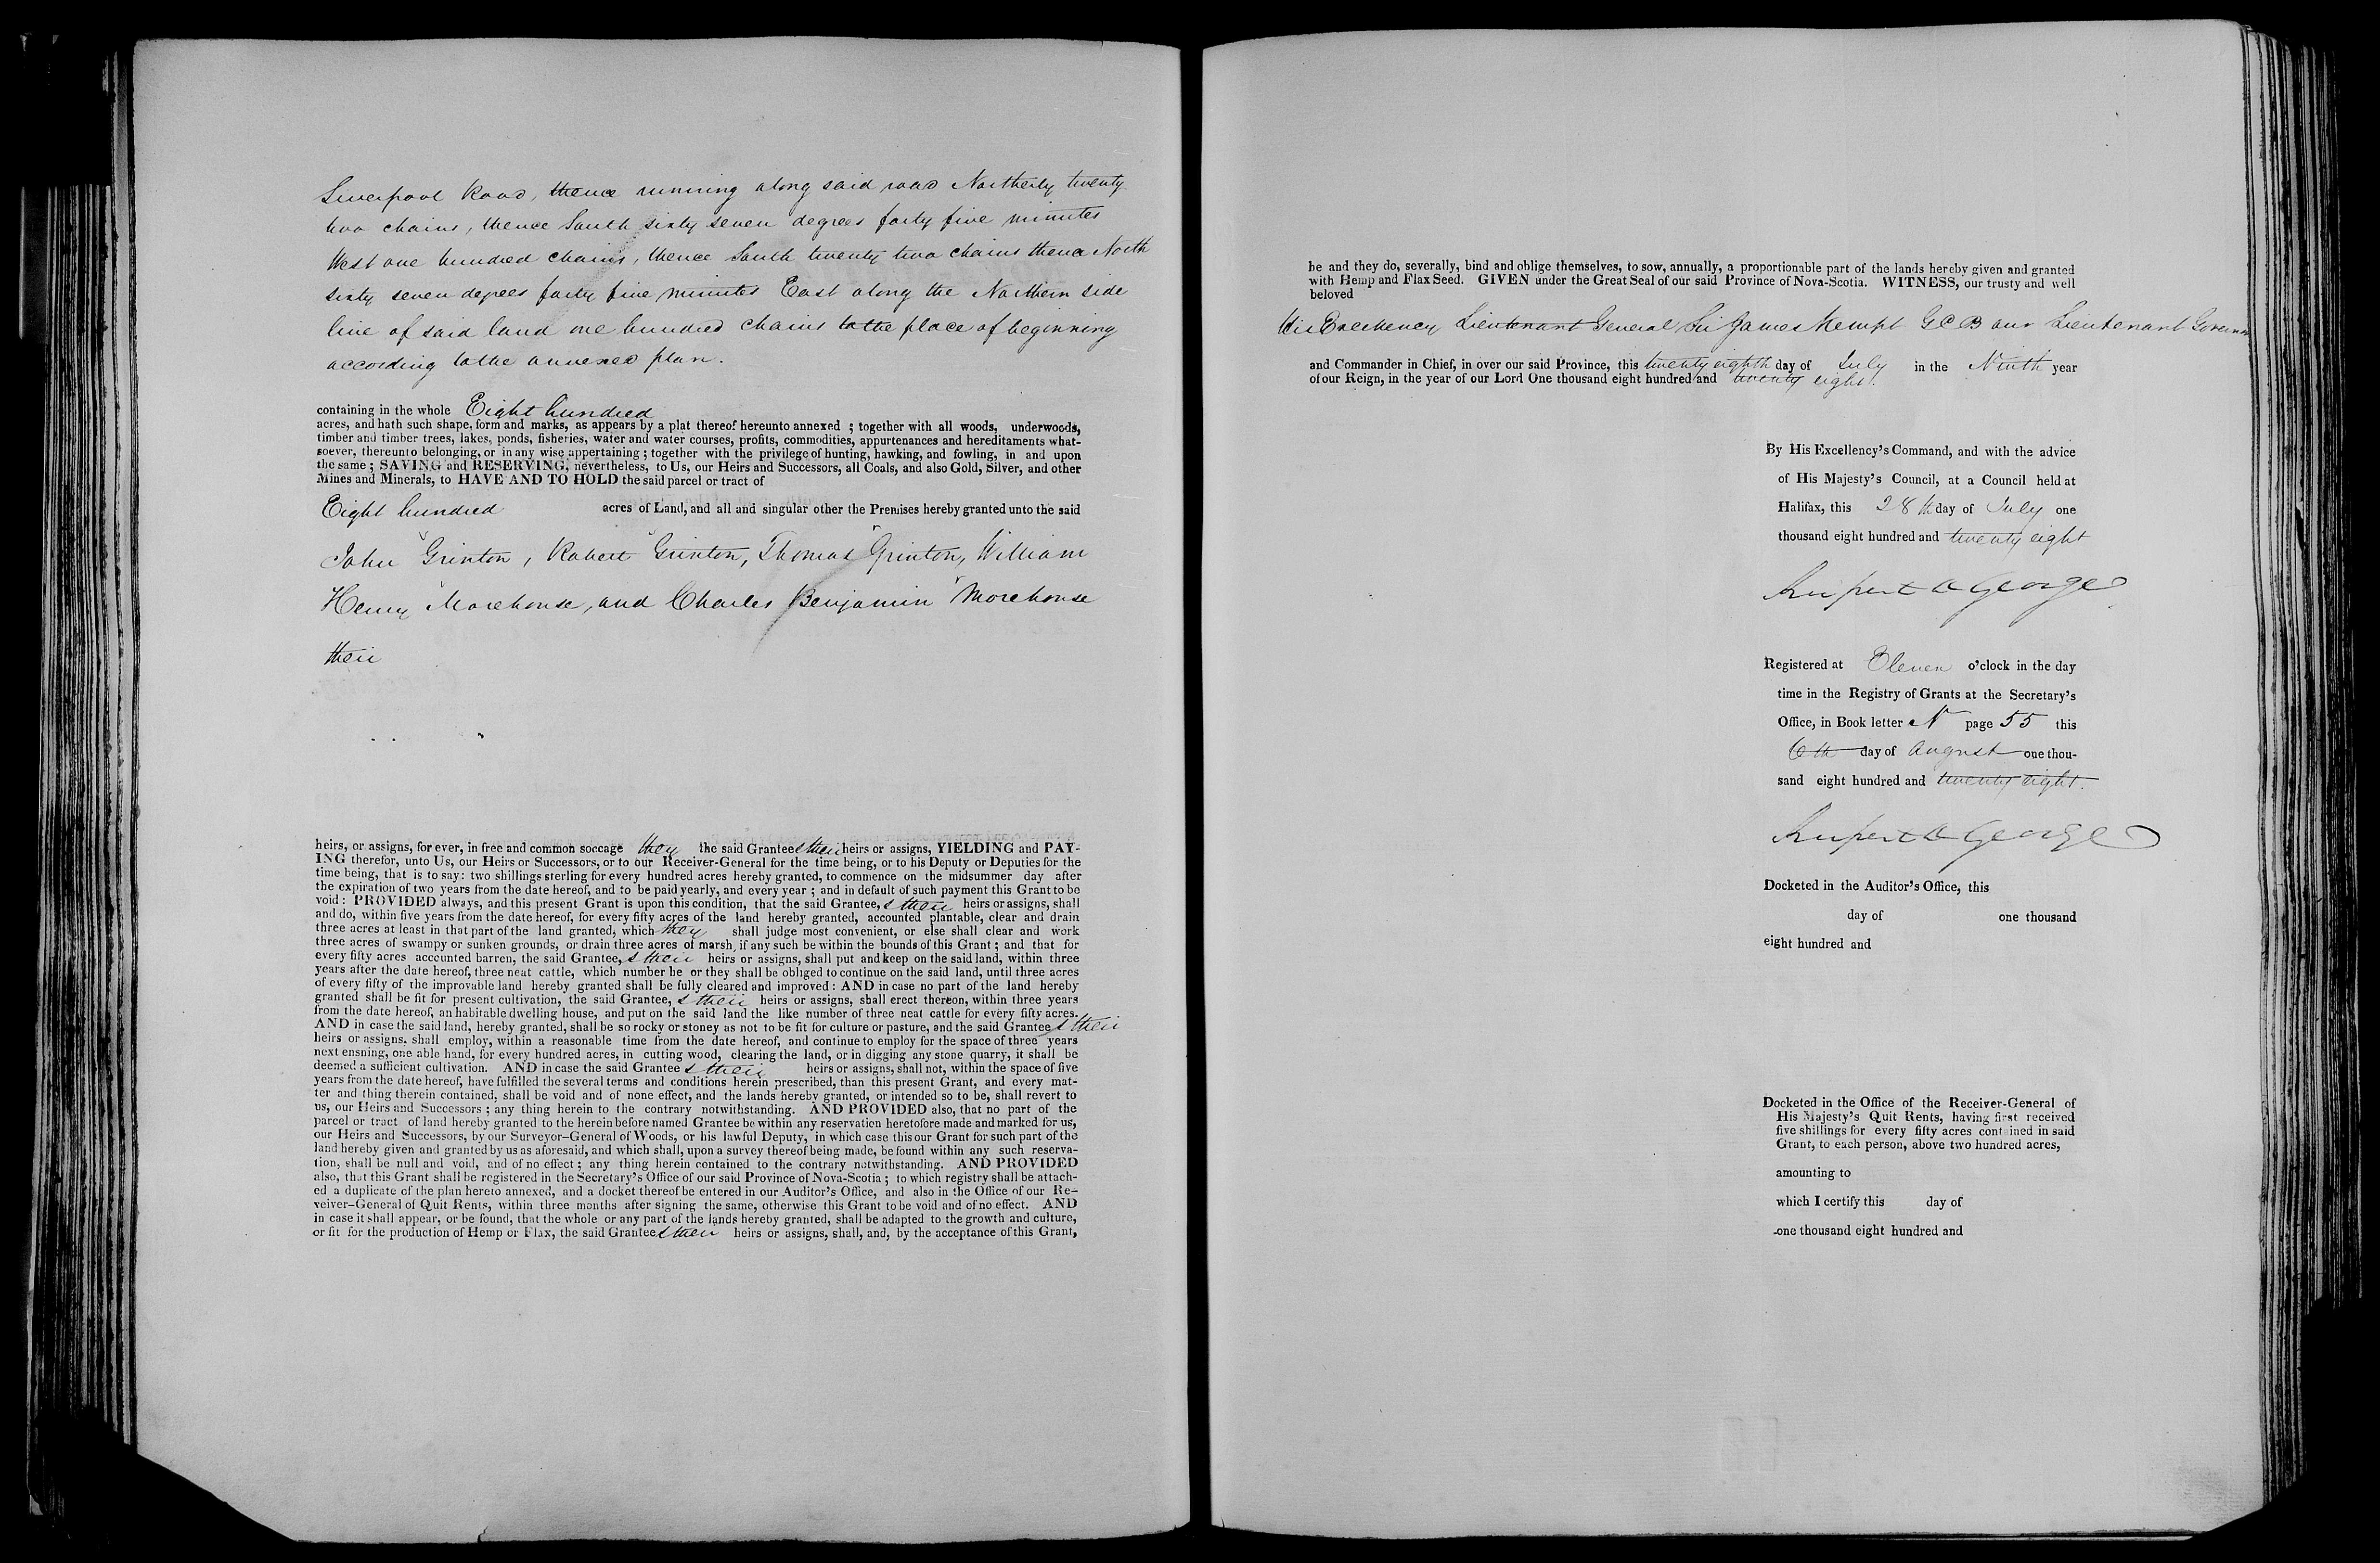 Liverpool Road, thence running along said road Northerly twenty
two chains, thence South sixty seven degrees forty five minutes
West one hundred chains, thence South twenty two chains thence North
sixty seven degrees forty five minutes East along the Northern side
line of said land one hundred chains to the place of beginning
according to the annexed plan.
containing in the whole Eight hundred
acres, and hath such shape, form and marks, as appears by a plat thereof hereunto annexed ; together with all woods, underwoods,
timber and timber trees, lakes, ponds, fisheries, water and water courses, profits, commodities, appurtenances and hereditaments what-
soever, thereunto belonging, or in any wise appertaining ; together with the privilege of hunting, hawking, and fowling, in and upon
the same ; SAVING and RESERVING, nevertheless, to Us, our Heirs and Successors, all Coals, and also Gold, Silver, and other
Mines and Minerals, to HAVE AND TO HOLD the said parcel or tract of
Eight hundred acres of Land, and all and singular other the Premises hereby granted unto the said
John Grinton, Robert Grinton, Thomas Grinton, William
Henry Morehouse, and Charles Benjamin Morehouse
their
heirs, or assigns, for ever, in free and common soccage they the said Grantees their heirs or assigns, YIELDING and PAY-
ING therefor, unto Us, our Heirs or Successors, or to our Receiver-General for the time being, or to his Deputy or Deputies for the
time being, that is to say: two shillings sterling for every hundred acres hereby granted, to commence on the midsummer day after
the expiration of two years from the date hereof, and to be paid yearly, and every year ; and in default of such payment this Grant to be
void : PROVIDED always, and this present Grant is upon this condition, that the said Grantee, s their heirs or assigns, shall
and do, within five years from the date hereof, for every fifty acres of the land hereby granted, accounted plantable, clear and drain
three acres at least in that part of the land granted, which they shall judge most convenient, or else shall clear and work
three acres of swampy or sunken grounds, or drain three acres of marsh, if any such be within the bounds of this Grant ; and that for
every fifty acres accounted barren, the said Grantee, s their heirs or assigns, shall put and keep on the said land, within three
years after the date hereof, three neat cattle, which number he or they shall be obliged to continue on the said land, until three acres
of every fifty of the improvable land hereby granted shall be fully cleared and improved : AND in case no part of the land hereby
granted shall be fit for present cultivation, the said Grantee, s their heirs or assigns, shall erect thereon, within three years
from the date hereof, an habitable dwelling house, and put on the said land the like number of three neat cattle for every fifty acres.
AND in case the said land, hereby granted, shall be so rocky or stoney as not to be fit for culture or pasture, and the said Grantee s their
heirs or assigns. shall employ, within a reasonable time from the date hereof, and continue to employ for the space of three years
next ensning, one able hand, for every hundred acres, in cutting wood, clearing the land, or in digging any stone quarry, it shall be
deemed a sufficient cultivation. AND in case the said Grantee s their heirs or assigns, shall not, within the space of five
years from the date hereof, have fulfilled the several terms and conditions herein prescribed, than this present Grant, and every mat-
ter and thing therein contained, shall be void and of none effect, and the lands hereby granted, or intended so to be, shall revert to
us, our Heirs and Successors ; any thing herein to the contrary notwithstanding. AND PROVIDED also, that no part of the
parcel or tract of land hereby granted to the herein before named Grantee be within any reservation heretofore made and marked for us,
our Heirs and Successors, by our Surveyor-General of Woods, or his lawful Deputy, in which case this our Grant for such part of the
land hereby given and granted by us as aforesaid, and which shall, upon a survey thereof being made, be found within any such reserva-
tion, shall be null and void, and of no effect ; any thing herein contained to the contrary notwithstanding. AND PROVIDED
also, that this Grant shall be registered in the Secretary's Office of our said Province of Nova-Scotia ; to which registry shall be attach-
ed a duplicate of the plan hereto annexed, and a docket thereof be entered in our Auditor's Office, and also in the Office of our Re-
veiver-General of Quit Rents, within three months after signing the same, otherwise this Grant to be void and of no effect. AND
in case it shall appear, or be found, that the whole or any part of the lands hereby granted, shall be adapted to the growth and culture,
or fit for the production of Hemp or Flax, the said Grantee s their heirs or assigns, shall, and, by the acceptance of this Grant,
he and they do, severally, bind and oblige themselves, to sow, annually, a proportionable part of the lands hereby given and granted
with Hemp and Flax Seed. GIVEN under the Great Seal of our said Province of Nova-Scotia. WITNESS, our trusty and well
beloved
His Excellency Lieutenant General Sir James Kempt G C B our Lieutenant Governor
and Commander in Chief, in over our said Province, this twenty eighth day of July in the Ninth year
of our Reign, in the year of our Lord One thousand eight hundred and twenty eight.
By His Excellency's Command, and with the advice
of His Majesty's Council, at a Council held at
Halifax, this 28th day of July one
thousand eight hundred and twenty eight
Rupert D George
Registered at Eleven o'clock in the day
time in the Registry of Grants at the Secretary's
Office, in Book letter N page 55 this
6th day of August one thou-
sand eight hundred and twenty eight.
Rupert D George
Docketed in the Auditor's Office, this
day of one thousand
eight hundred and
Docketed in the Office of the Receiver-General of
His Majesty's Quit Rents, having first received
five shillings for every fifty acres cont ined in said
Grant, to each person, above two hundred acres,
amounting to
which I certify this day of
one thousand eight hundred and